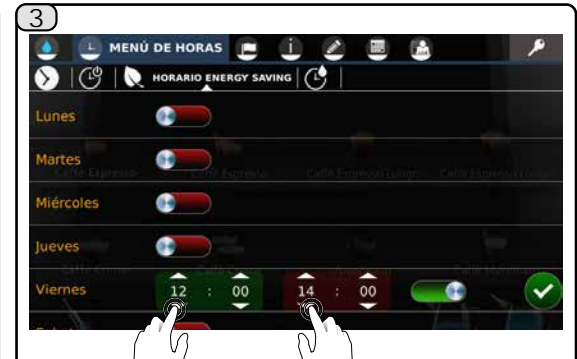 3
MENÚ DE HORAS
HORARIO ENERGY SAVING
Lunes
Martes
Miércoles
Jueves
Viernes 12 : 00 14 : 00